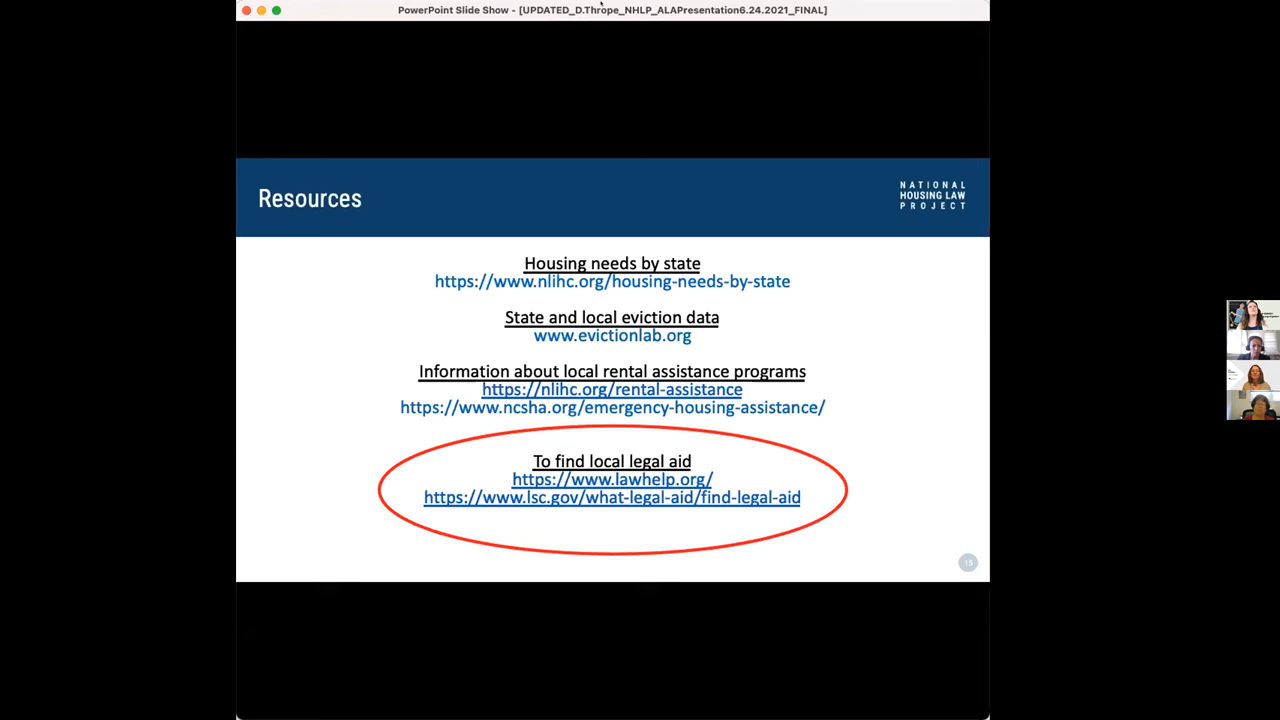 PowerPoint Slide Show - [UPDATED_D.Thrope_NHLP_ALAPresentation6.24.2021_FINAL]
Resources
NATIONAL
HOUSING LAW
PROJECT
Housing needs by state
https://www.nlihc.org/housing-needs-by-state
State and local eviction data
www.evictionlab.org
Information about local rental assistance programs
https://nlihc.org/rental-assistance
https://www.ncsha.org/emergency-housing-assistance/
To find local legal aid
https://www.lawhelp.org/
https://www.lsc.gov/what-legal-aid/find-legal-aid
15